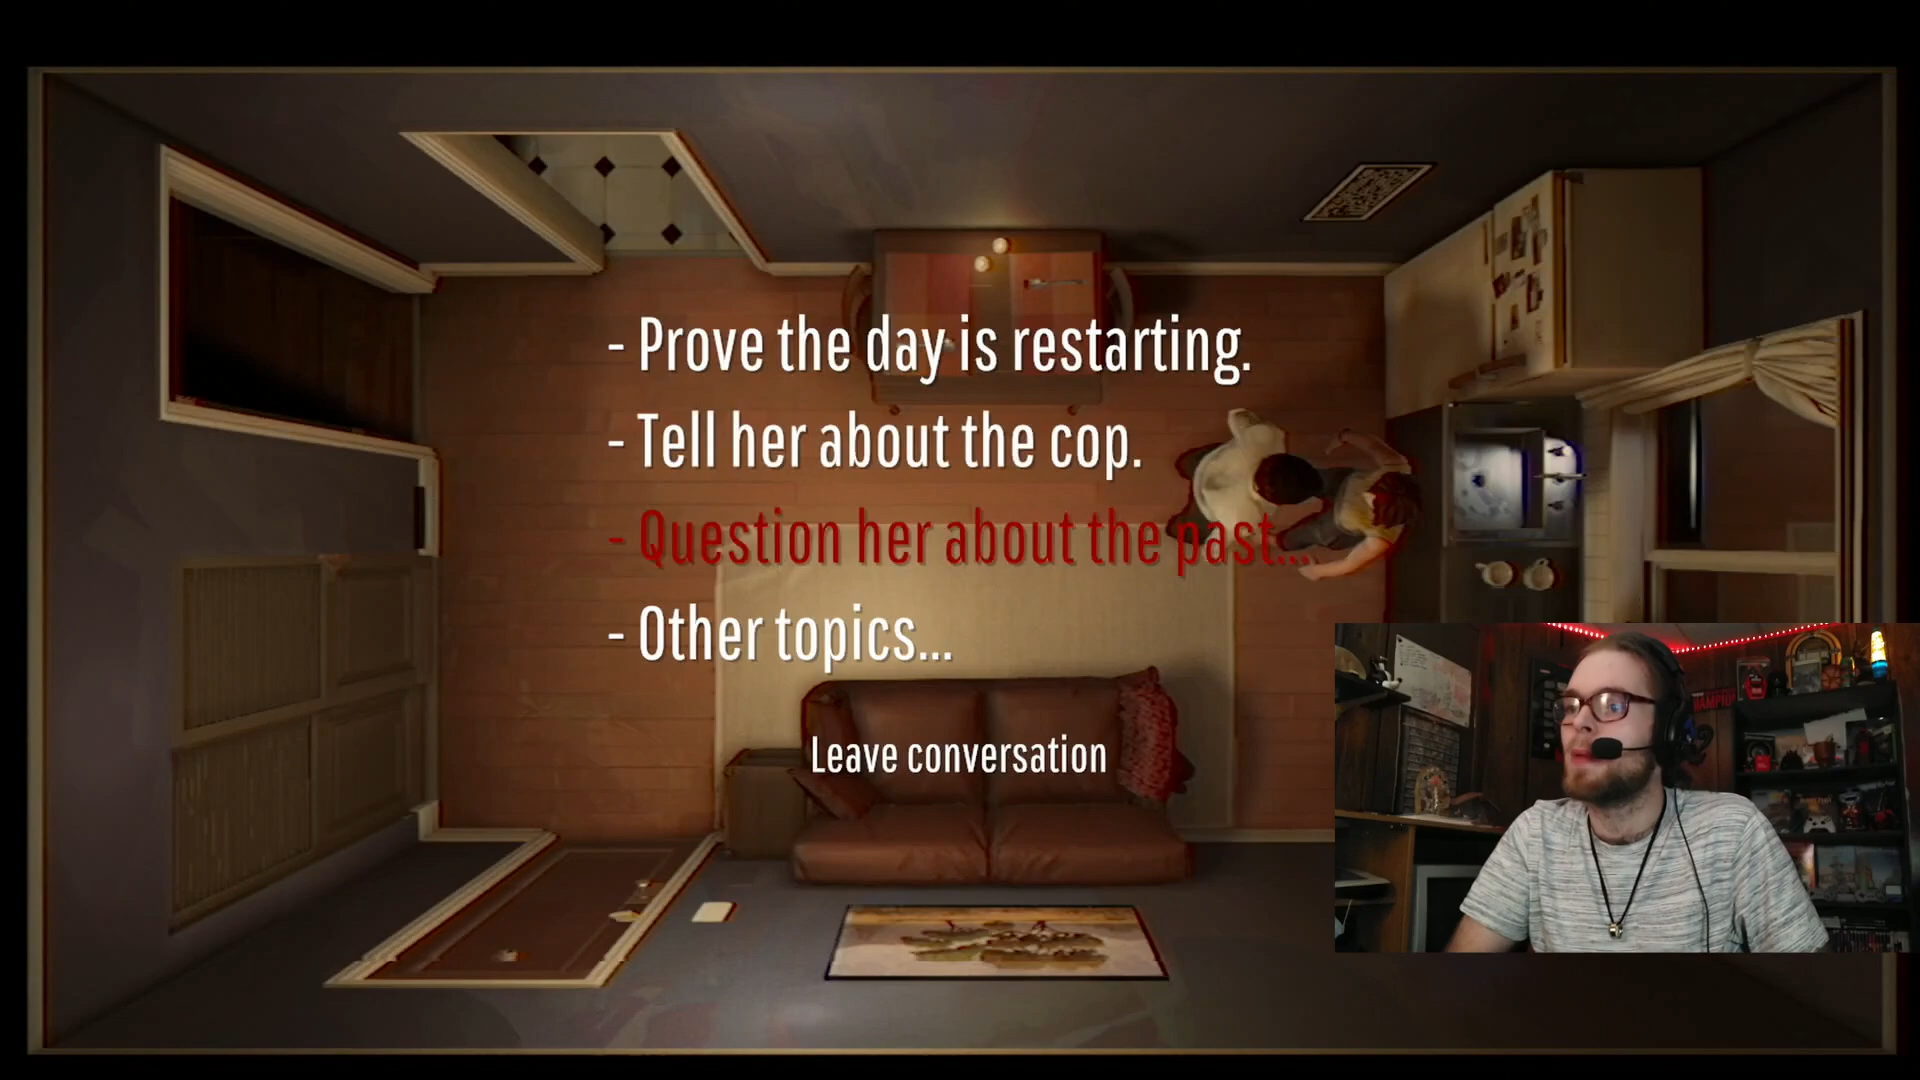 - Prove the day is restarting.
- Tell her about the cop.
- Question her about the past...
- Other topics...
Leave conversation